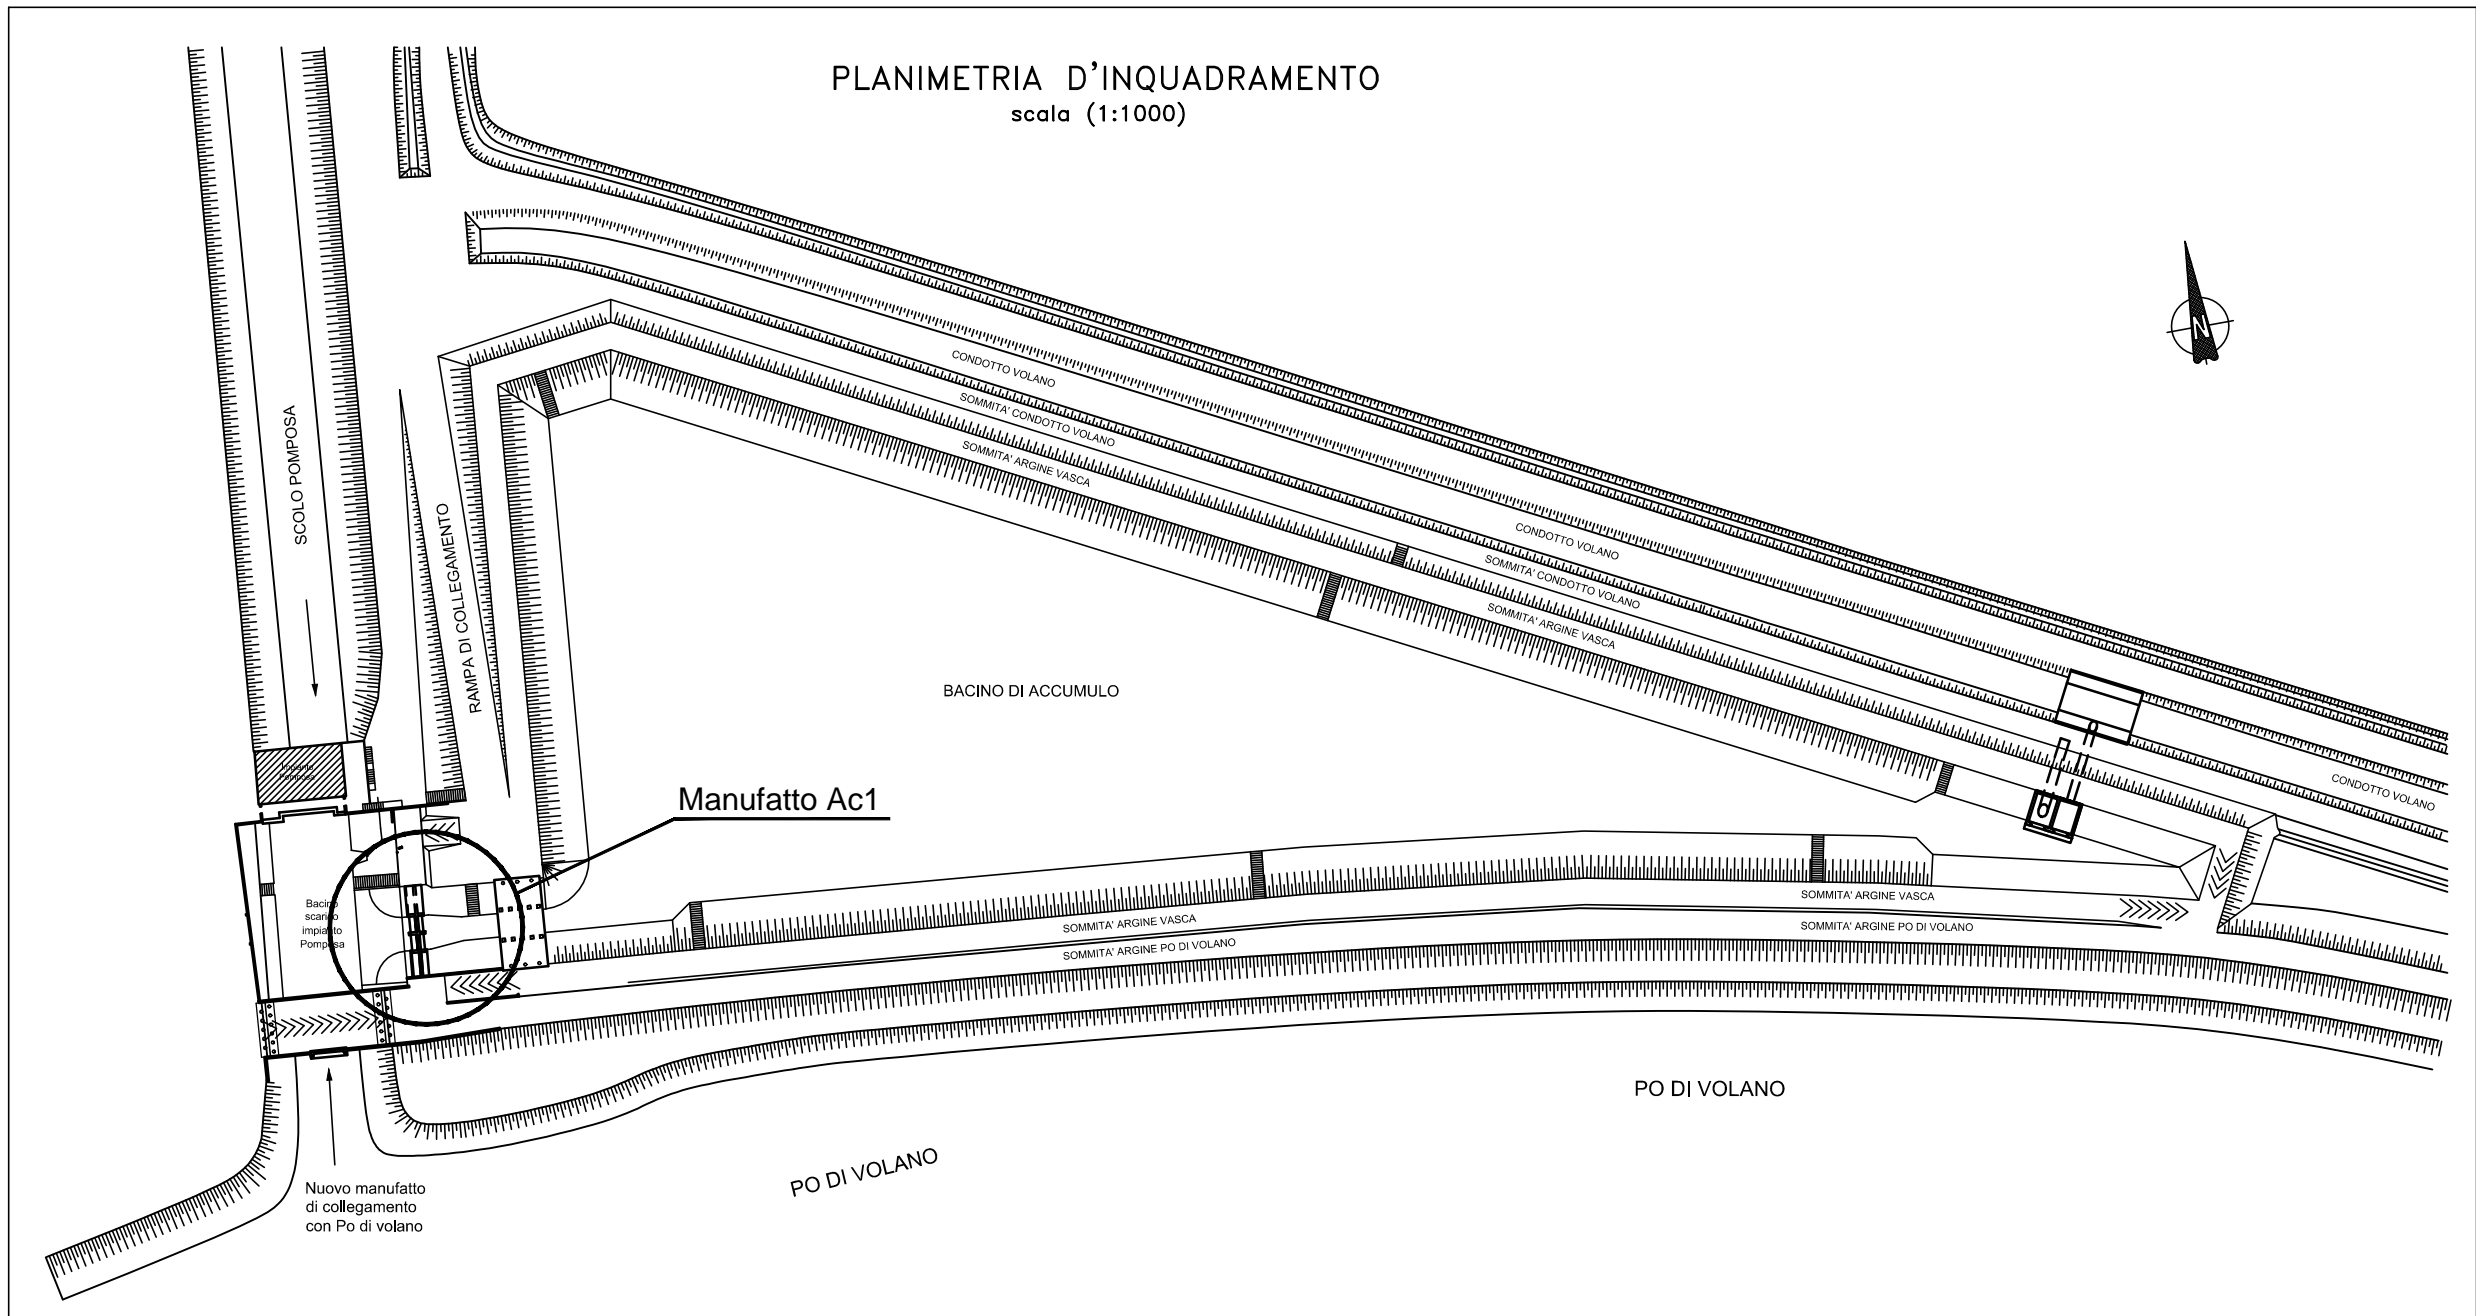 PLANIMETRIA D'INQUADRAMENTO
scala (1:1000)
N
CONDOTTO VOLANO
SOMMITA' CONDOTTO VOLANO
SOMMITA' ARGINE VASCA
SCOLO POMPOSA
RAMPA DI COLLEGAMENTO
CONDOTTO VOLANO
SOMMITA' CONDOTTO VOLANO
SOMMITA' ARGINE VASCA
BACINO DI ACCUMULO
Impianto
Pomposa
CONDOTTO VOLANO
Manufatto Ac1
Bacino
scarico
impianto
Pomposa
SOMMITA' ARGINE VASCA
SOMMITA' ARGINE PO DI VOLANO
SOMMITA' ARGINE VASCA
SOMMITA' ARGINE PO DI VOLANO
PO DI VOLANO
PO DI VOLANO
Nuovo manufatto
di collegamento
con Po di volano